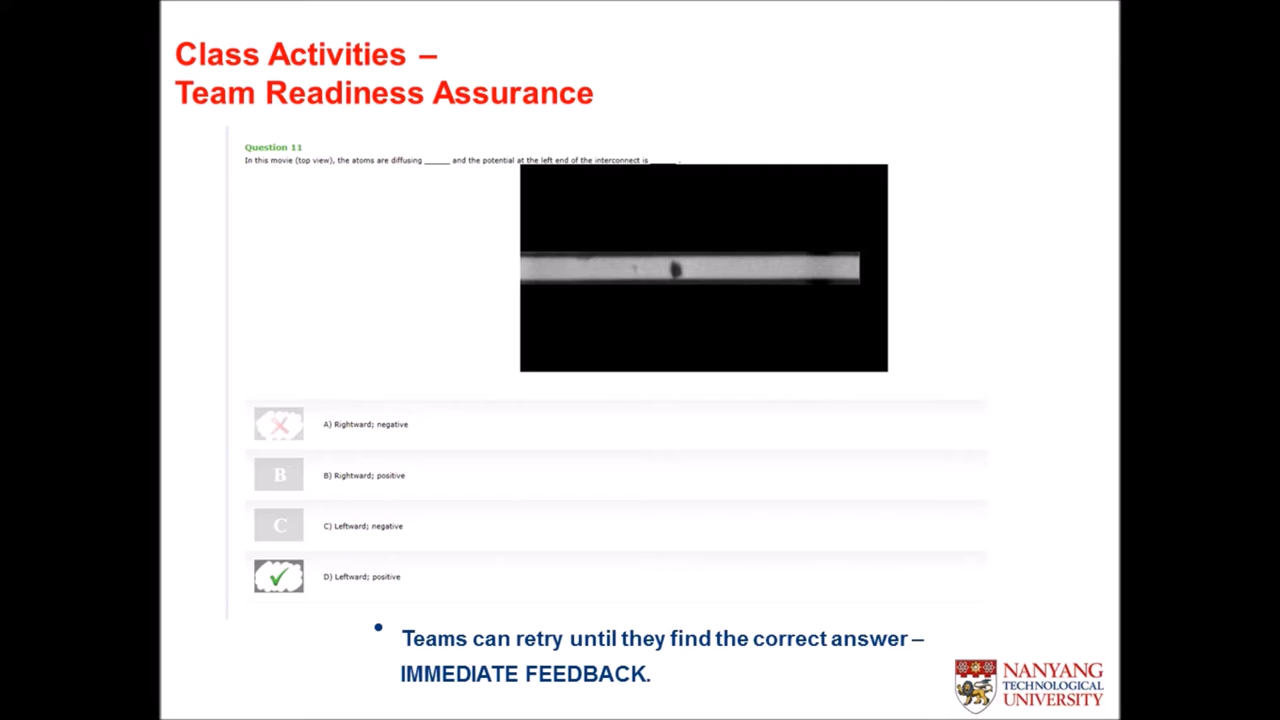 Class Activities –
Team Readiness Assurance
Question 11
In this movie (top view), the atoms are diffusing ______ and the potential at the left end of the interconnect is ______ .
A) Rightward; negative
B
B) Rightward; positive
C
C) Leftward; negative
D) Leftward; positive
• Teams can retry until they find the correct answer –
IMMEDIATE FEEDBACK.
NANYANG
TECHNOLOGICAL
UNIVERSITY